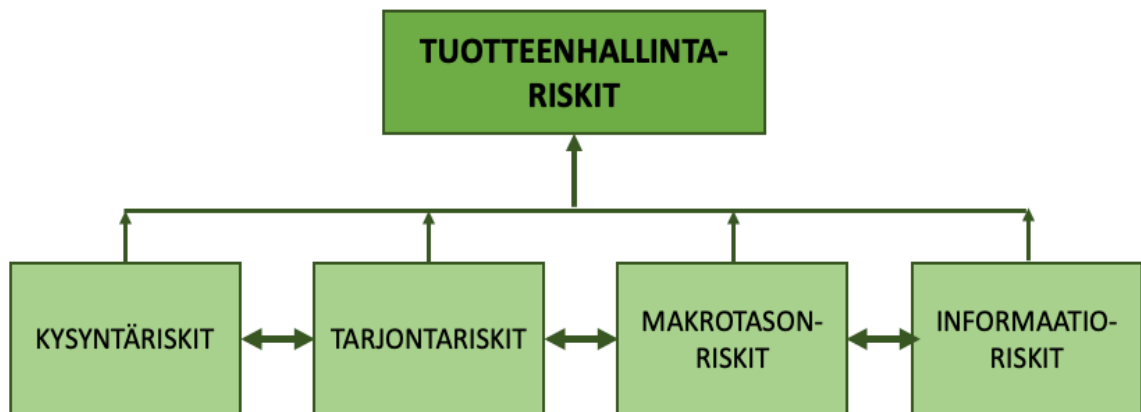 TUOTTEENHALLINTA-
RISKIT
KYSYNTÄRISKIT
TARJONTARISKIT
MAKROTASON-
RISKIT
INFORMAATIO-
RISKIT